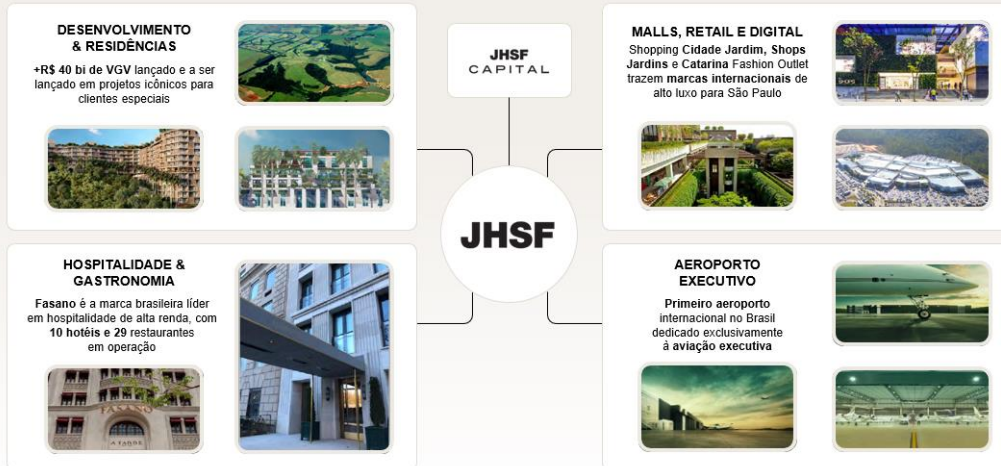 DESENVOLVIMENTO
& RESIDÊNCIAS
+R$ 40 bi de VGV lançado e a ser
lançado em projetos icônicos para
clientes especiais
JHSF
CAPITAL
MALLS, RETAIL E DIGITAL
Shopping Cidade Jardim, Shops
Jardins e Catarina Fashion Outlet
trazem marcas internacionais de
alto luxo para São Paulo
SHOPS
JHSF
HOSPITALIDADE &
GASTRONOMIA
Fasano é a marca brasileira líder
em hospitalidade de alta renda, com
10 hotéis e 29 restaurantes
em operação
FASANO
AEROPORTO
EXECUTIVO
Primeiro aeroporto
internacional no Brasil
dedicado exclusivamente
à aviação executiva